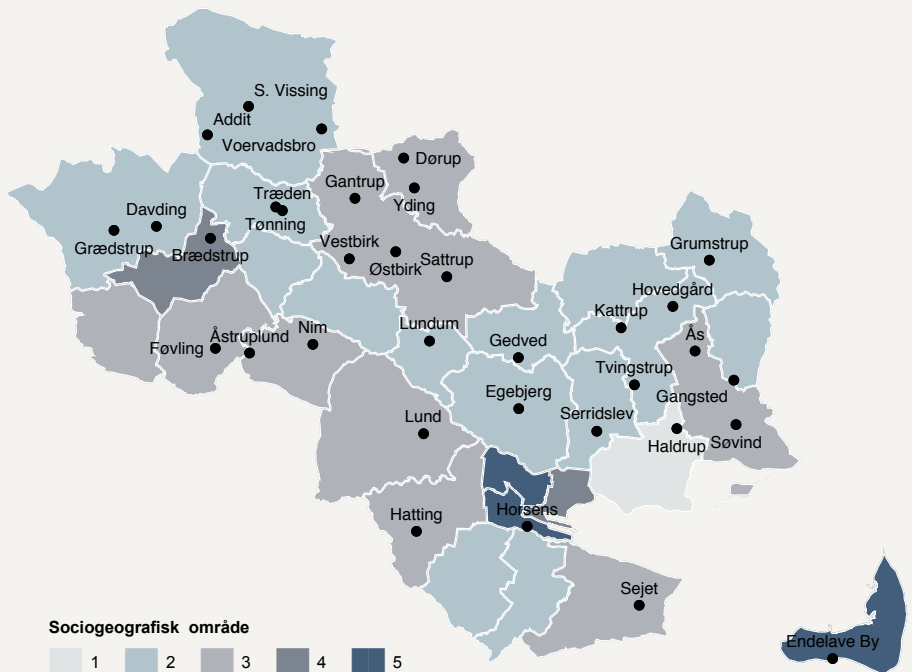 S. Vissing
Addit
Voervadsbro
Dørup
Gantrup
Træden
Yding
Davding
Tønning
Grædstrup
Brædstrup
Vestbirk
Østbirk
Sattrup
Grumstrup
Hovedgård
Kattrup
Lundum
Nim
Åstruplund
Føvling
Gedved
Ås
Tvingstrup
Egebjerg
Gangsted
Serridslev
Lund
Haldrup
Søvind
Horsens
Hatting
Sejet
Endelave By
Sociogeografisk område
1 2 3 4 5